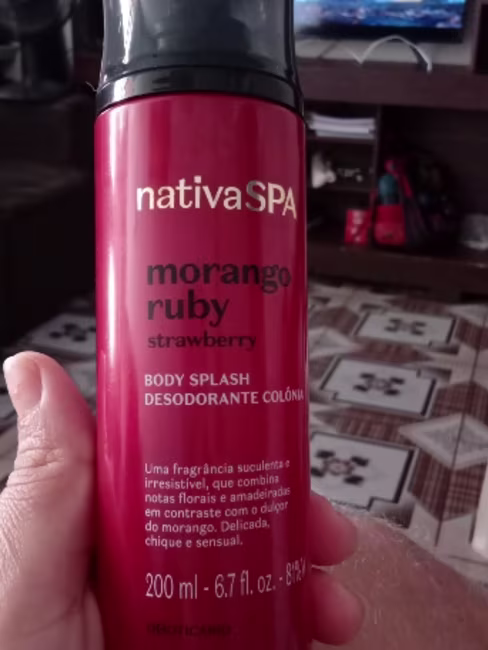 nativaSPA
morango
ruby
strawberry
BODY SPLASH
DESODORANTE COLÔNIA
Uma fragrância suculenta e
irresistível, que combina
notas florais e amadeiradas
em contraste com o dulçor
do morango. Delicada,
chique e sensual.
200 ml - 6.7 fl. oz. -